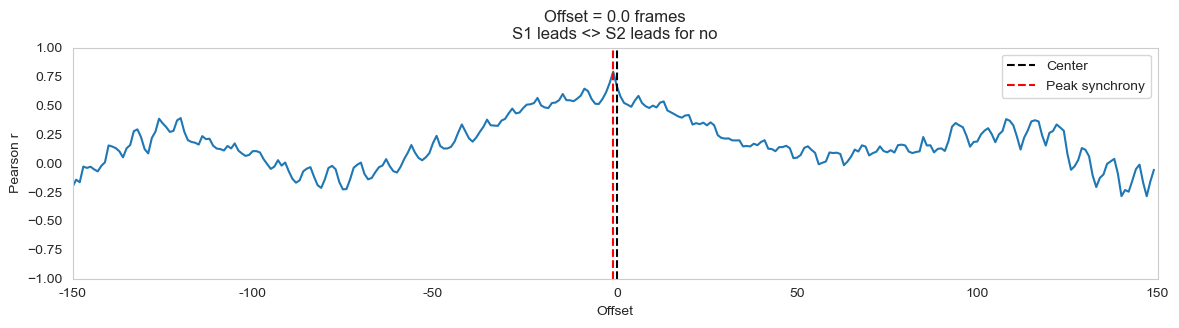 Offset = 0.0 frames
S1 leads <> S2 leads for no
Pearson r
1.00
0.75
0.50
0.25
0.00
−0.25
−0.50
−0.75
−1.00
Center
Peak synchrony
-150
-100
-50
0
50
100
150
Offset